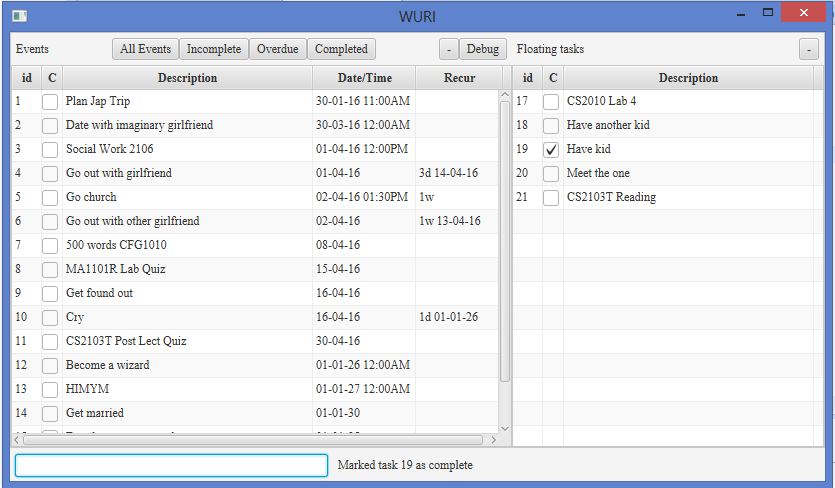 WURI
Events All Events Incomplete Overdue Completed - Debug Floating tasks -
id C Description Date/Time Recur id C Description
1 Plan Jap Trip 30-01-16 11:00AM 17 CS2010 Lab 4
2 Date with imaginary girlfriend 30-03-16 12:00AM 18 Have another kid
3 Social Work 2106 01-04-16 12:00PM 19 Have kid
4 Go out with girlfriend 01-04-16 3d 14-04-16 20 Meet the one
5 Go church 02-04-16 01:30PM 1w 21 CS2103T Reading
6 Go out with other girlfriend 02-04-16 1w 13-04-16
7 500 words CFG1010 08-04-16
8 MA1101R Lab Quiz 15-04-16
9 Get found out 16-04-16
10 Cry 16-04-16 1d 01-01-26
11 CS2103T Post Lect Quiz 30-04-16
12 Become a wizard 01-01-26 12:00AM
13 HIMYM 01-01-27 12:00AM
14 Get married 01-01-30
Marked task 19 as complete